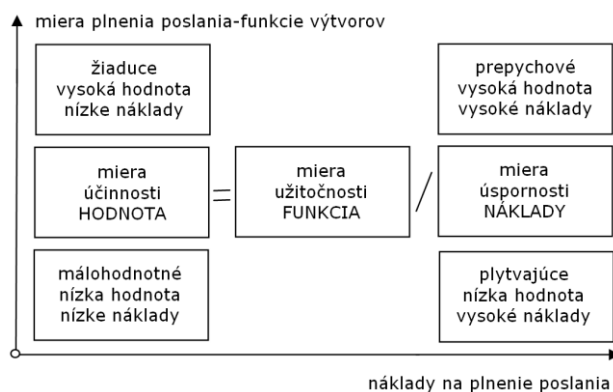 miera plnenia poslania-funkcie výtvorov
žiaduce
vysoká hodnota
nízke náklady
prepychové
vysoká hodnota
vysoké náklady
miera
účinnosti
HODNOTA
=
miera
užitočnosti
FUNKCIA
/
miera
úspornosti
NÁKLADY
málohodnotné
nízka hodnota
nízke náklady
plytvajúce
nízka hodnota
vysoké náklady
náklady na plnenie poslania